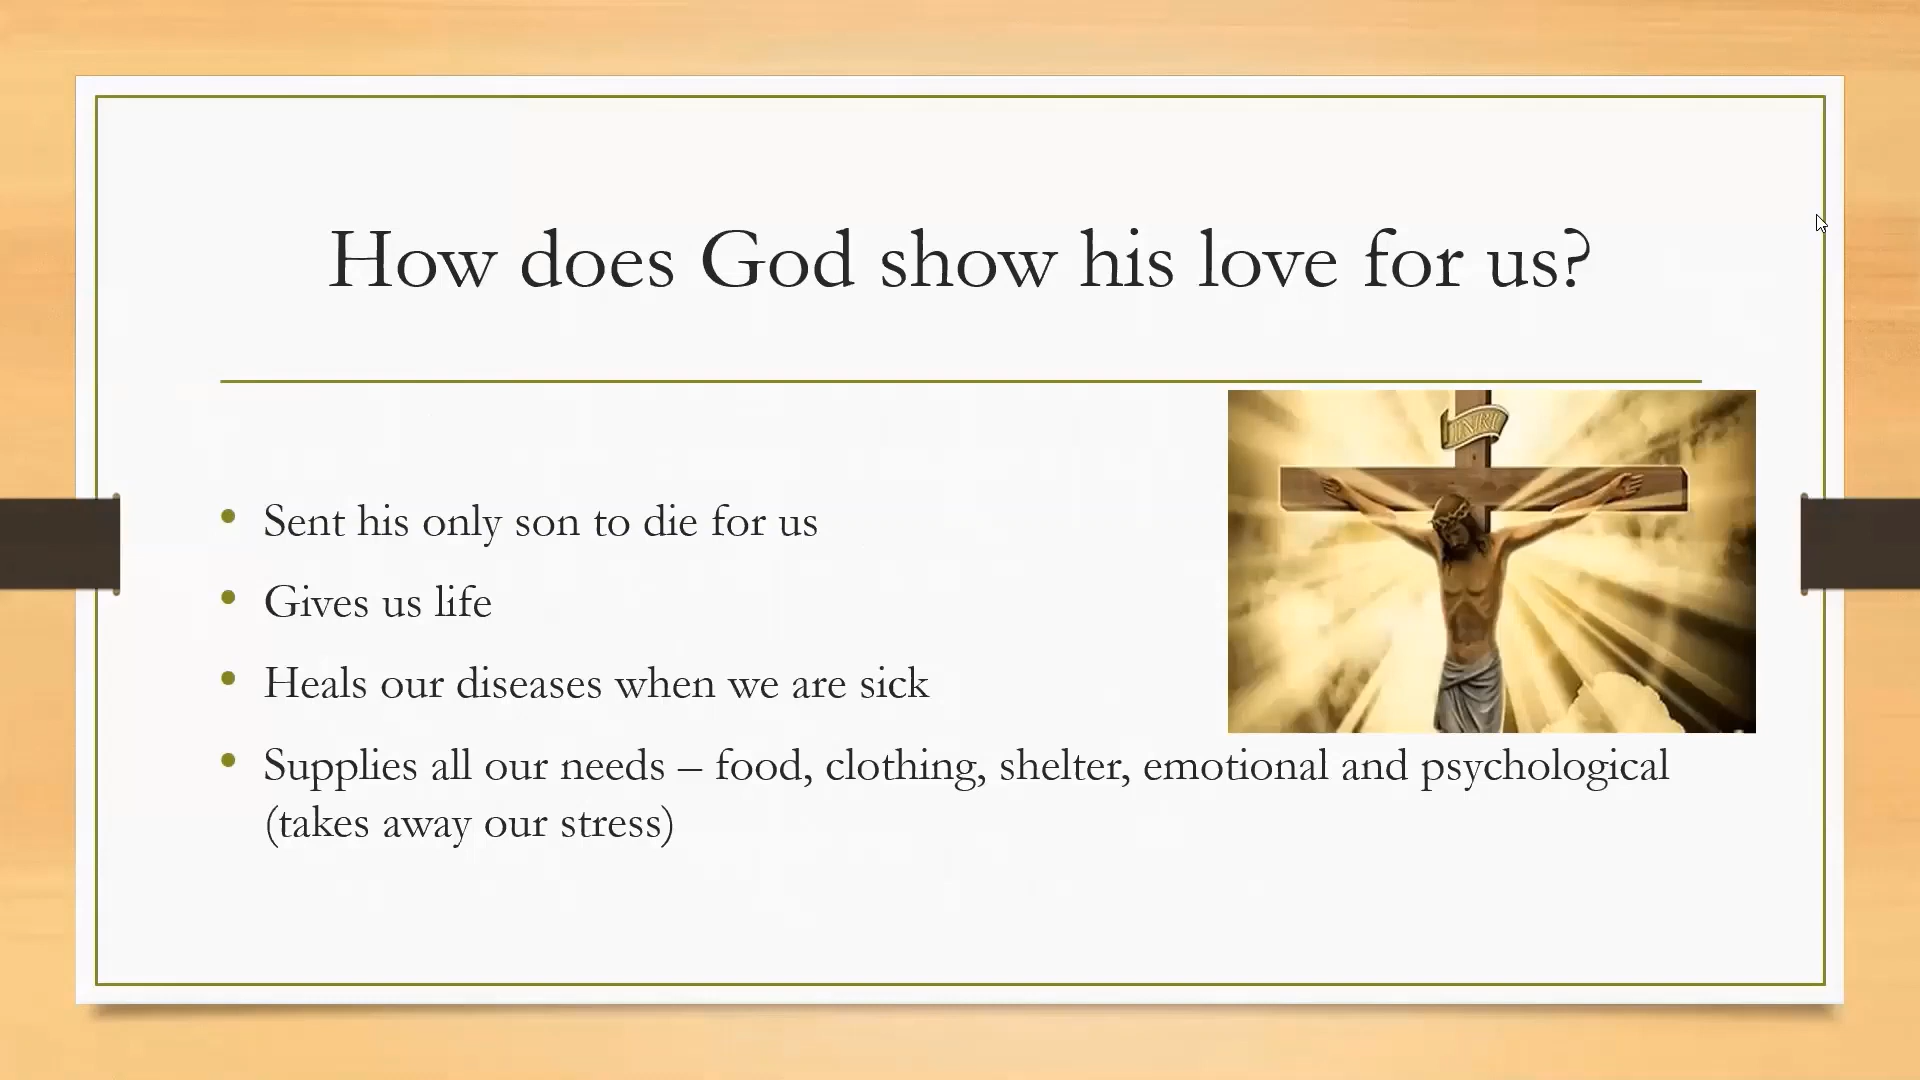 How does God show his love for us?
INRI
• Sent his only son to die for us
• Gives us life
• Heals our diseases when we are sick
• Supplies all our needs – food, clothing, shelter, emotional and psychological
(takes away our stress)